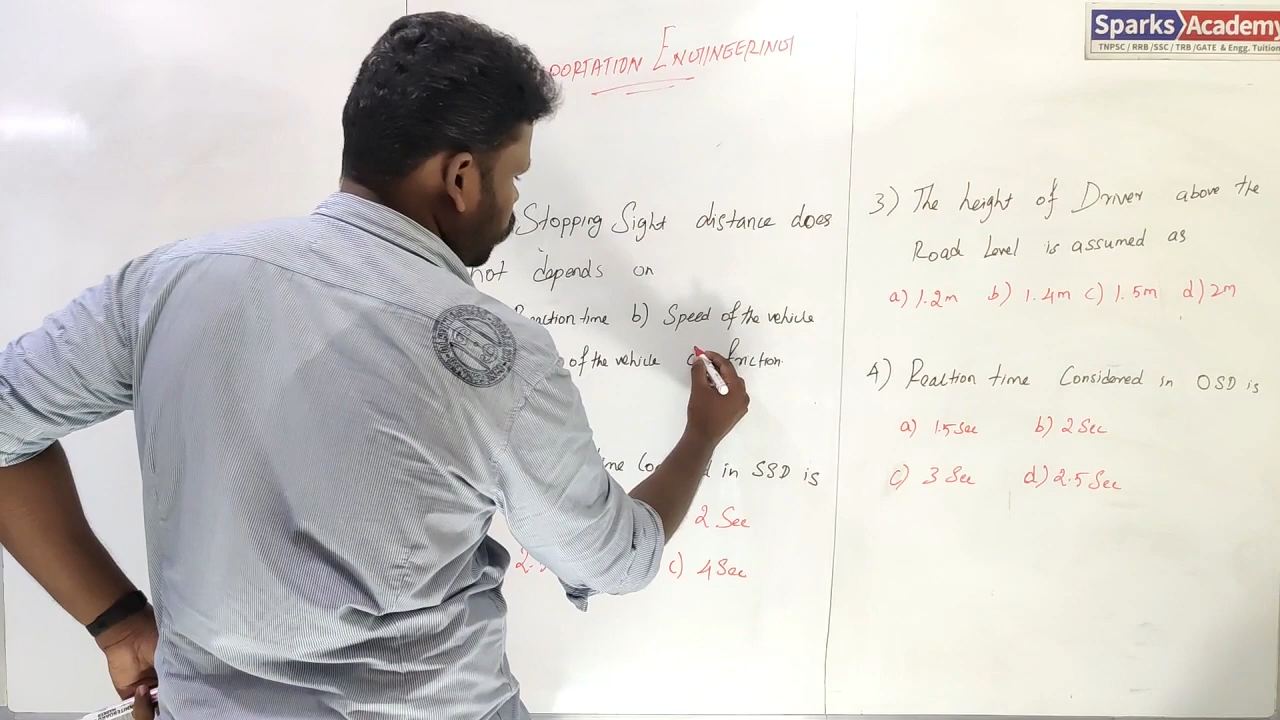 ORTATION ENGINEERING
Stopping Sight distance does
not depends on
Reaction time b) Speed of the vehicle
of the vehicle friction
in SSD is
2 Sec
c) 4 Sec
Sparks Academy
TNPSC / RRB /SSC / TRB /GATE & Engg. Tuition
3) The height of Driver above the
Road Level is assumed as
a) 1.2m b) 1.4m c) 1.5m d) 2m
4) Reaction time Considered in OSD is
a) 1.5 Sec b) 2 Sec
c) 3 Sec d) 2.5 Sec